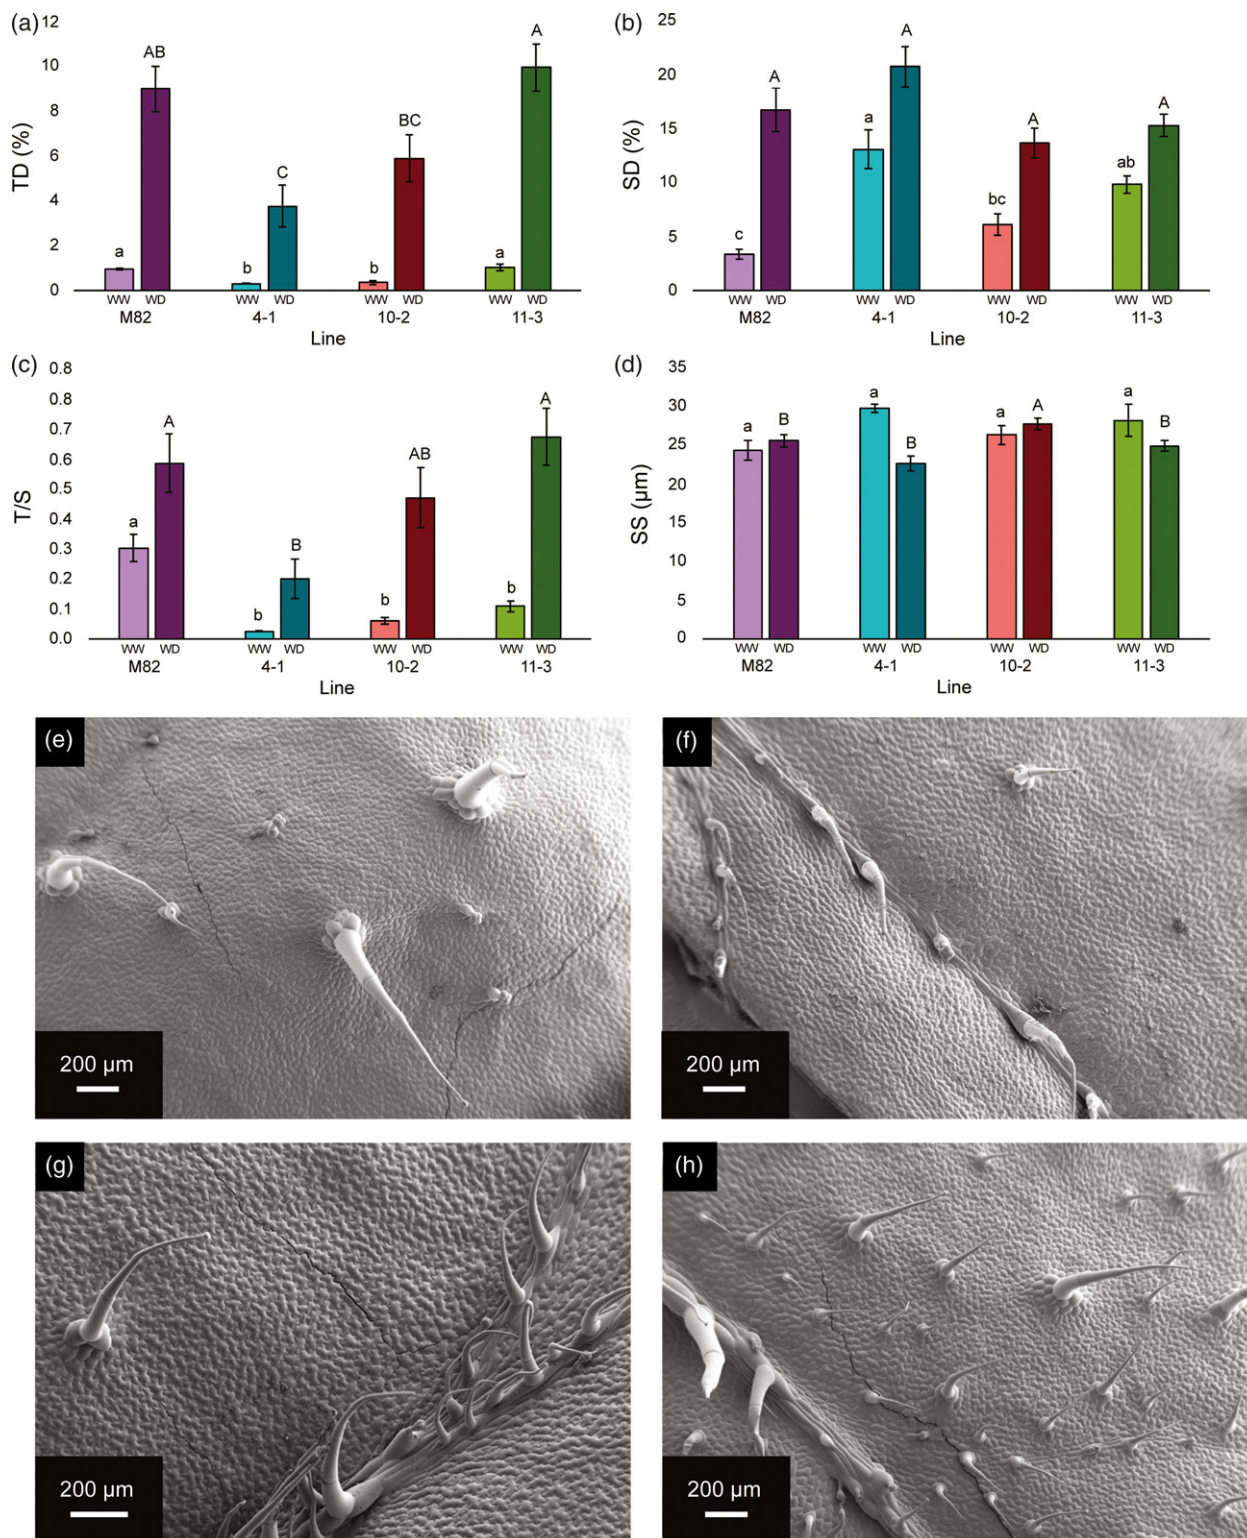 (a)
12
10
8
6
4
2
0
TD (%)
a
AB
b
C
b
BC
a
A
WW WD WW WD WW WD WW WD
M82 4-1 10-2 11-3
Line
(b)
25
20
15
10
5
0
SD (%)
c
A
a
A
bc
A
ab
A
WW WD WW WD WW WD WW WD
M82 4-1 10-2 11-3
Line
(c)
0.8
0.8
0.7
0.6
0.5
0.4
0.3
0.2
0.1
0.0
T/S
a
A
b
B
b
AB
b
A
WW WD WW WD WW WD WW WD
M82 4-1 10-2 11-3
Line
(d)
35
30
25
20
15
10
5
0
SS (µm)
a
B
a
B
a
A
a
B
WW WD WW WD WW WD WW WD
M82 4-1 10-2 11-3
Line
(e)
200 µm
(f)
200 µm
(g)
200 µm
(h)
200 µm